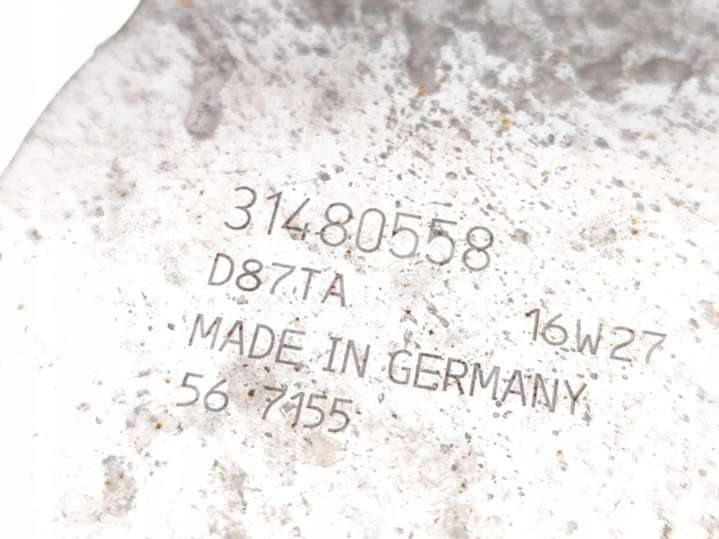 31480558
D87TA
16W27
MADE IN GERMANY
56 7155